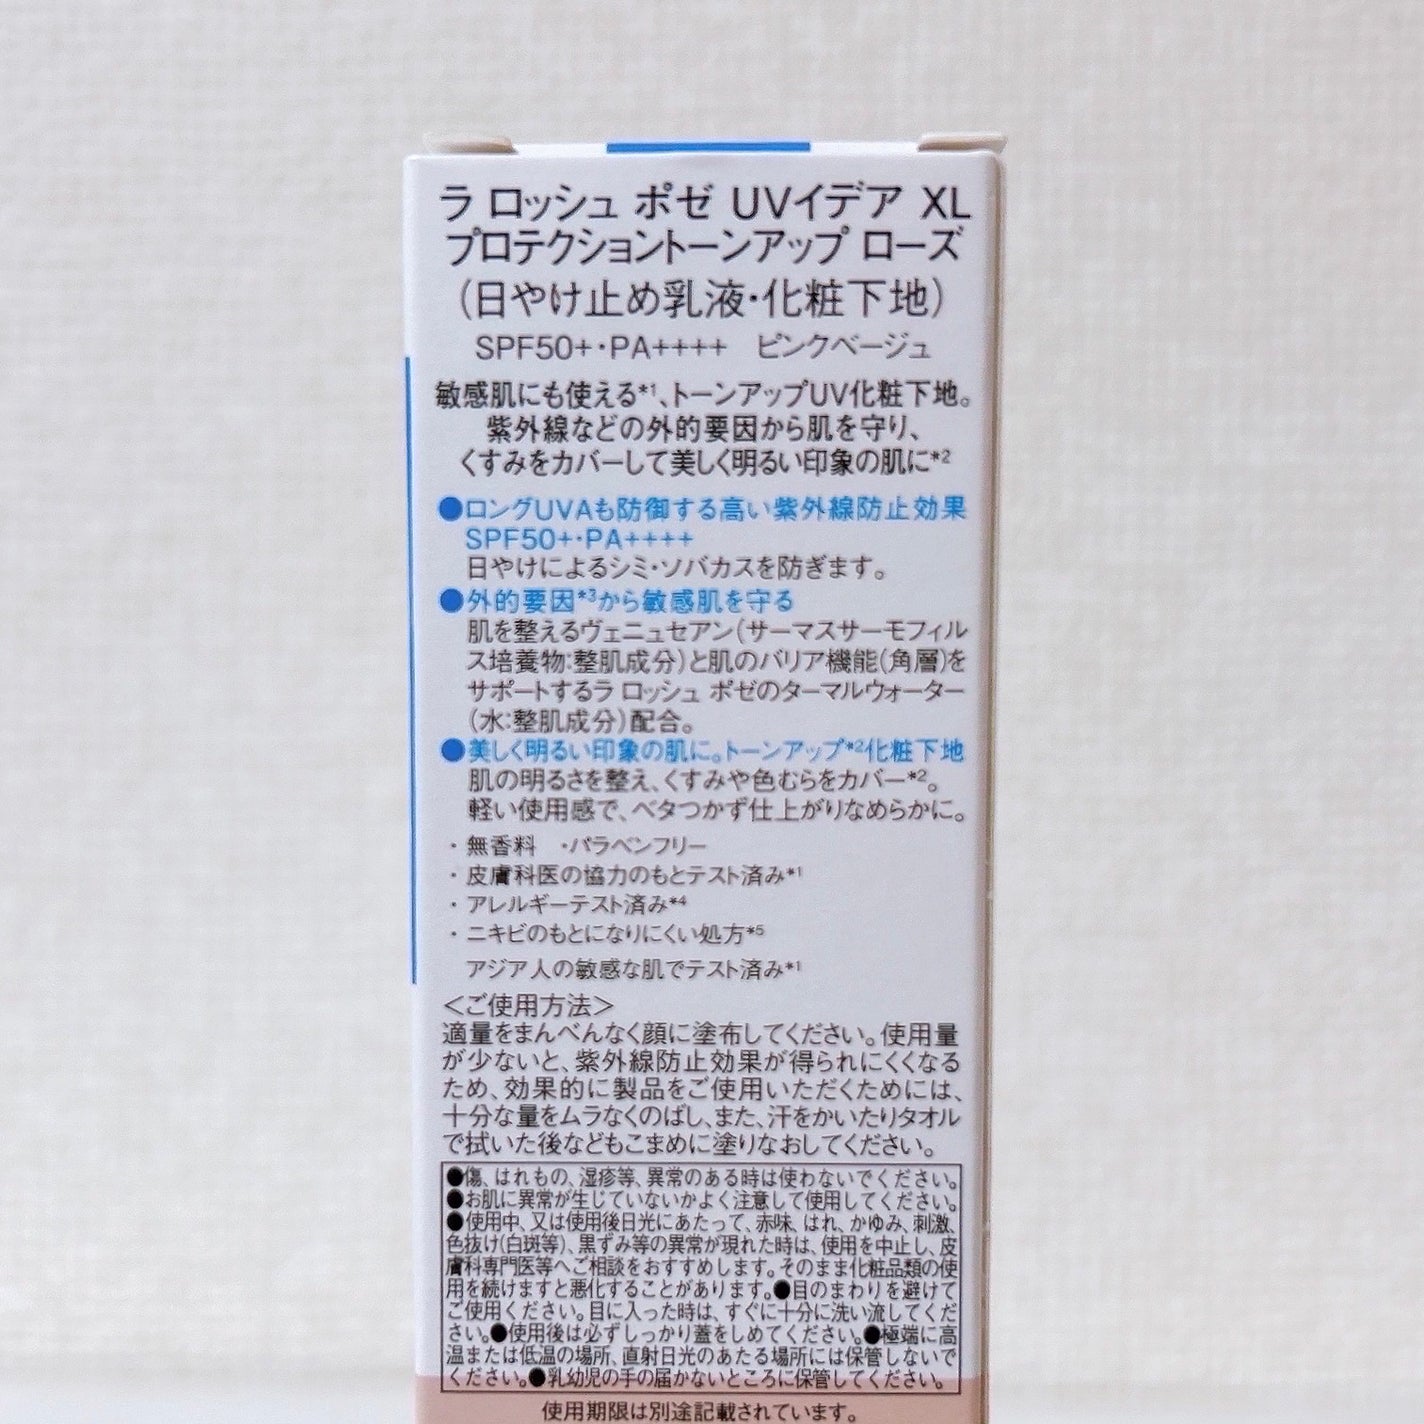 ラ ロッシュ ポゼ UVイデア XL
プロテクショントーンアップ ローズ
(日やけ止め乳液・化粧下地)
SPF50+・PA++++ ピンクベージュ
敏感肌にも使える*1、トーンアップUV化粧下地。
紫外線などの外的要因から肌を守り、
くすみをカバーして美しく明るい印象の肌に*2
●ロングUVAも防御する高い紫外線防止効果
SPF50+・PA++++
日やけによるシミ・ソバカスを防ぎます。
●外的要因*3から敏感肌を守る
肌を整えるヴェニュセアン(サーマスサーモフィル
ス培養物:整肌成分)と肌のバリア機能(角層)を
サポートするラ ロッシュ ポゼのターマルウォーター
(水:整肌成分)配合。
●美しく明るい印象の肌に。トーンアップ*2化粧下地
肌の明るさを整え、くすみや色むらをカバー*2。
軽い使用感で、ベタつかず仕上がりなめらかに。
・ 無香料 ・パラベンフリー
・ 皮膚科医の協力のもとテスト済み*1
・ アレルギーテスト済み*4
・ ニキビのもとになりにくい処方*5
アジア人の敏感な肌でテスト済み*1
<ご使用方法>
適量をまんべんなく顔に塗布してください。使用量
が少ないと、紫外線防止効果が得られにくくなる
ため、効果的に製品をご使用いただくためには、
十分な量をムラなくのばし、また、汗をかいたりタオル
で拭いた後などもこまめに塗りなおしてください。
●傷、はれもの、湿疹等、異常のある時は使わないでください。
●お肌に異常が生じていないかよく注意して使用してください。
●使用中、又は使用後日光にあたって、赤味、はれ、かゆみ、刺激、
色抜け(白斑等)、黒ずみ等の異常が現れた時は、使用を中止し、皮
膚科専門医等へご相談をおすすめします。そのまま化粧品類の使
用を続けますと悪化することがあります。●目のまわりを避けて
ご使用ください。目に入った時は、すぐに十分に洗い流してくだ
さい。●使用後は必ずしっかり蓋をしめてください。●極端に高
温または低温の場所、直射日光のあたる場所には保管しないで
ください。●乳幼児の手の届かないところに保管してください。
使用期限は別途記載されています。